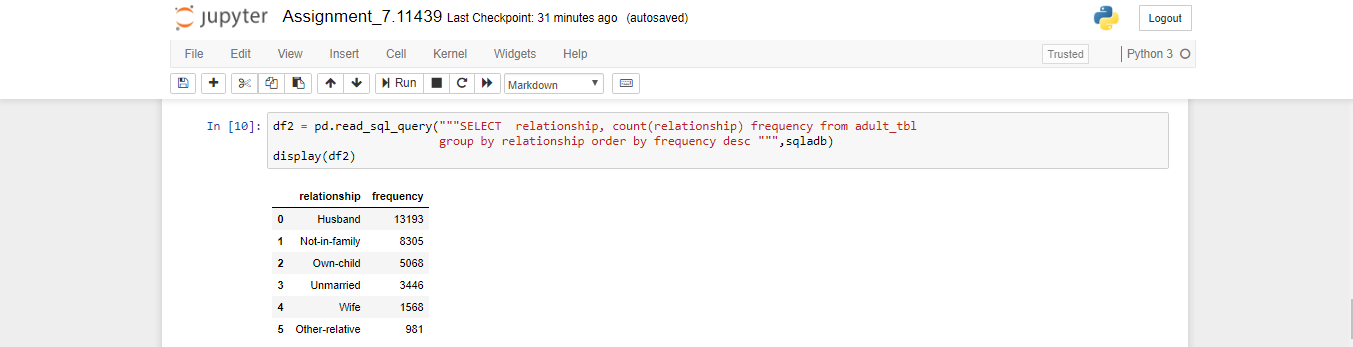 jupyter Assignment_7.11439 Last Checkpoint: 31 minutes ago (autosaved) Logout
File Edit View Insert Cell Kernel Widgets Help Trusted Python 3
Run Markdown
In [10]: df2 = pd.read_sql_query("""SELECT  relationship, count(relationship) frequency from adult_tbl
group by relationship order by frequency desc """,sqladb)
display(df2)
relationship frequency
0 Husband 13193
1 Not-in-family 8305
2 Own-child 5068
3 Unmarried 3446
4 Wife 1568
5 Other-relative 981